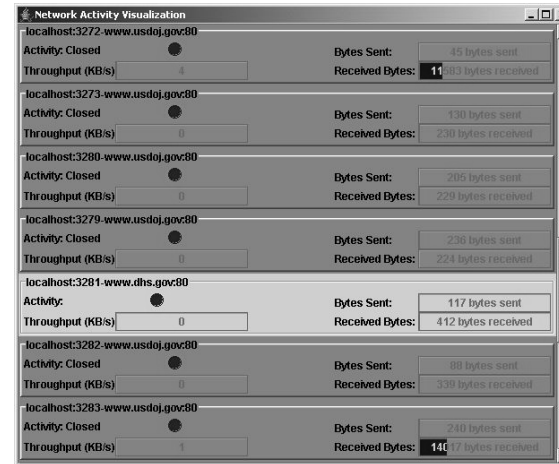 Network Activity Visualization
localhost:3272-www.usdoj.gov:80
Activity: Closed Bytes Sent: 45 bytes sent
Throughput (KB/s) 4 Received Bytes: 11583 bytes received
localhost:3273-www.usdoj.gov:80
Activity: Closed Bytes Sent: 130 bytes sent
Throughput (KB/s) 0 Received Bytes: 230 bytes received
localhost:3280-www.usdoj.gov:80
Activity: Closed Bytes Sent: 205 bytes sent
Throughput (KB/s) 0 Received Bytes: 229 bytes received
localhost:3279-www.usdoj.gov:80
Activity: Closed Bytes Sent: 236 bytes sent
Throughput (KB/s) 0 Received Bytes: 224 bytes received
localhost:3281-www.dhs.gov:80
Activity: Bytes Sent: 117 bytes sent
Throughput (KB/s) 0 Received Bytes: 412 bytes received
localhost:3282-www.usdoj.gov:80
Activity: Closed Bytes Sent: 88 bytes sent
Throughput (KB/s) 0 Received Bytes: 339 bytes received
localhost:3283-www.usdoj.gov:80
Activity: Closed Bytes Sent: 240 bytes sent
Throughput (KB/s) 1 Received Bytes: 14017 bytes received